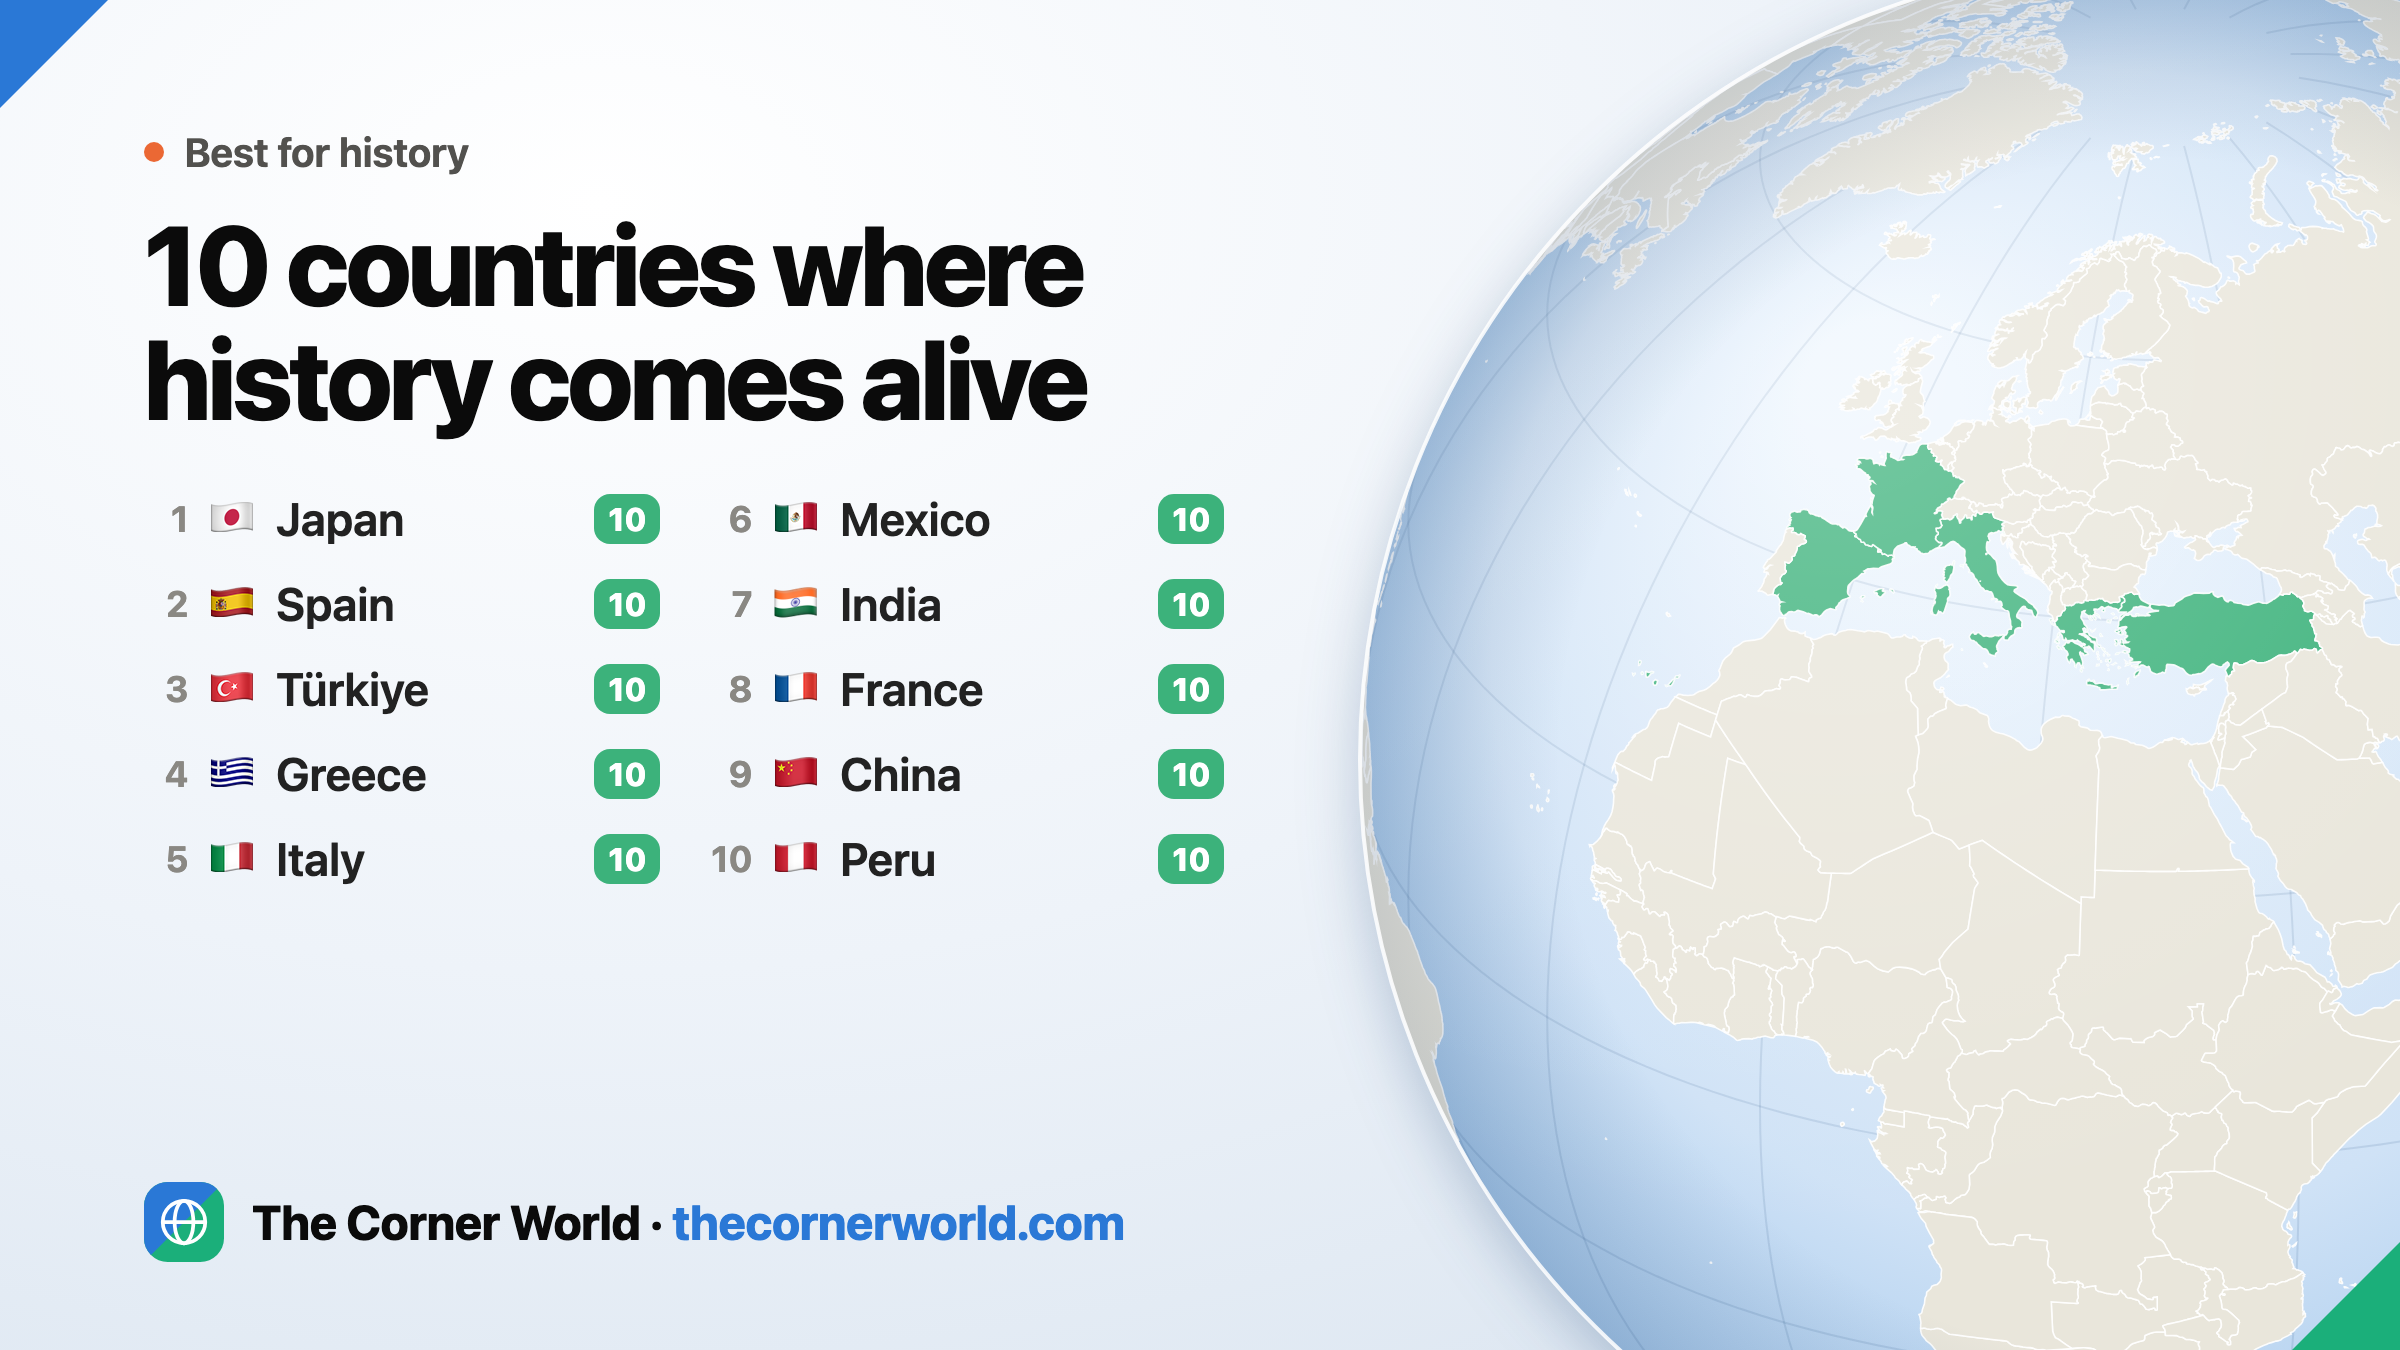 Best for history
10 countries where
history comes alive
1 Japan 10
2 Spain 10
3 Türkiye 10
4 Greece 10
5 Italy 10
6 Mexico 10
7 India 10
8 France 10
9 China 10
10 Peru 10
The Corner World · thecornerworld.com